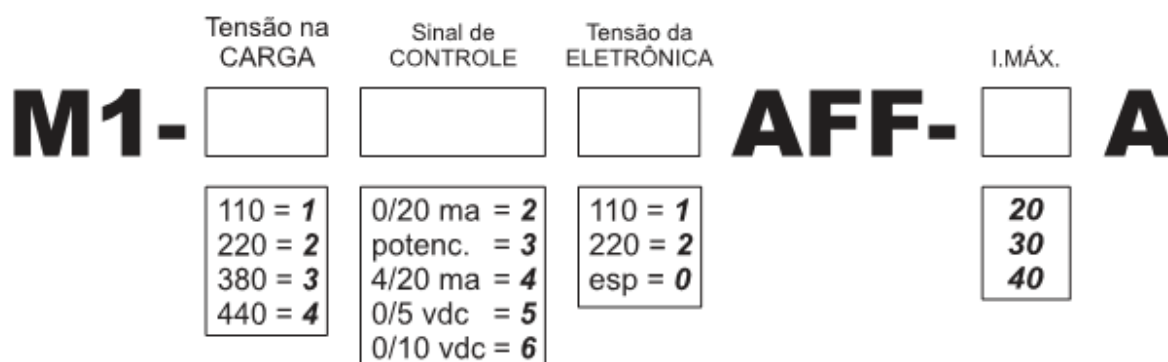 Tensão na
CARGA
Sinal de
CONTROLE
Tensão da
ELETRÔNICA
I.MÁX.
M1- AFF- A
110 = 1
220 = 2
380 = 3
440 = 4
0/20 ma = 2
potenc. = 3
4/20 ma = 4
0/5 vdc = 5
0/10 vdc = 6
110 = 1
220 = 2
esp = 0
20
30
40